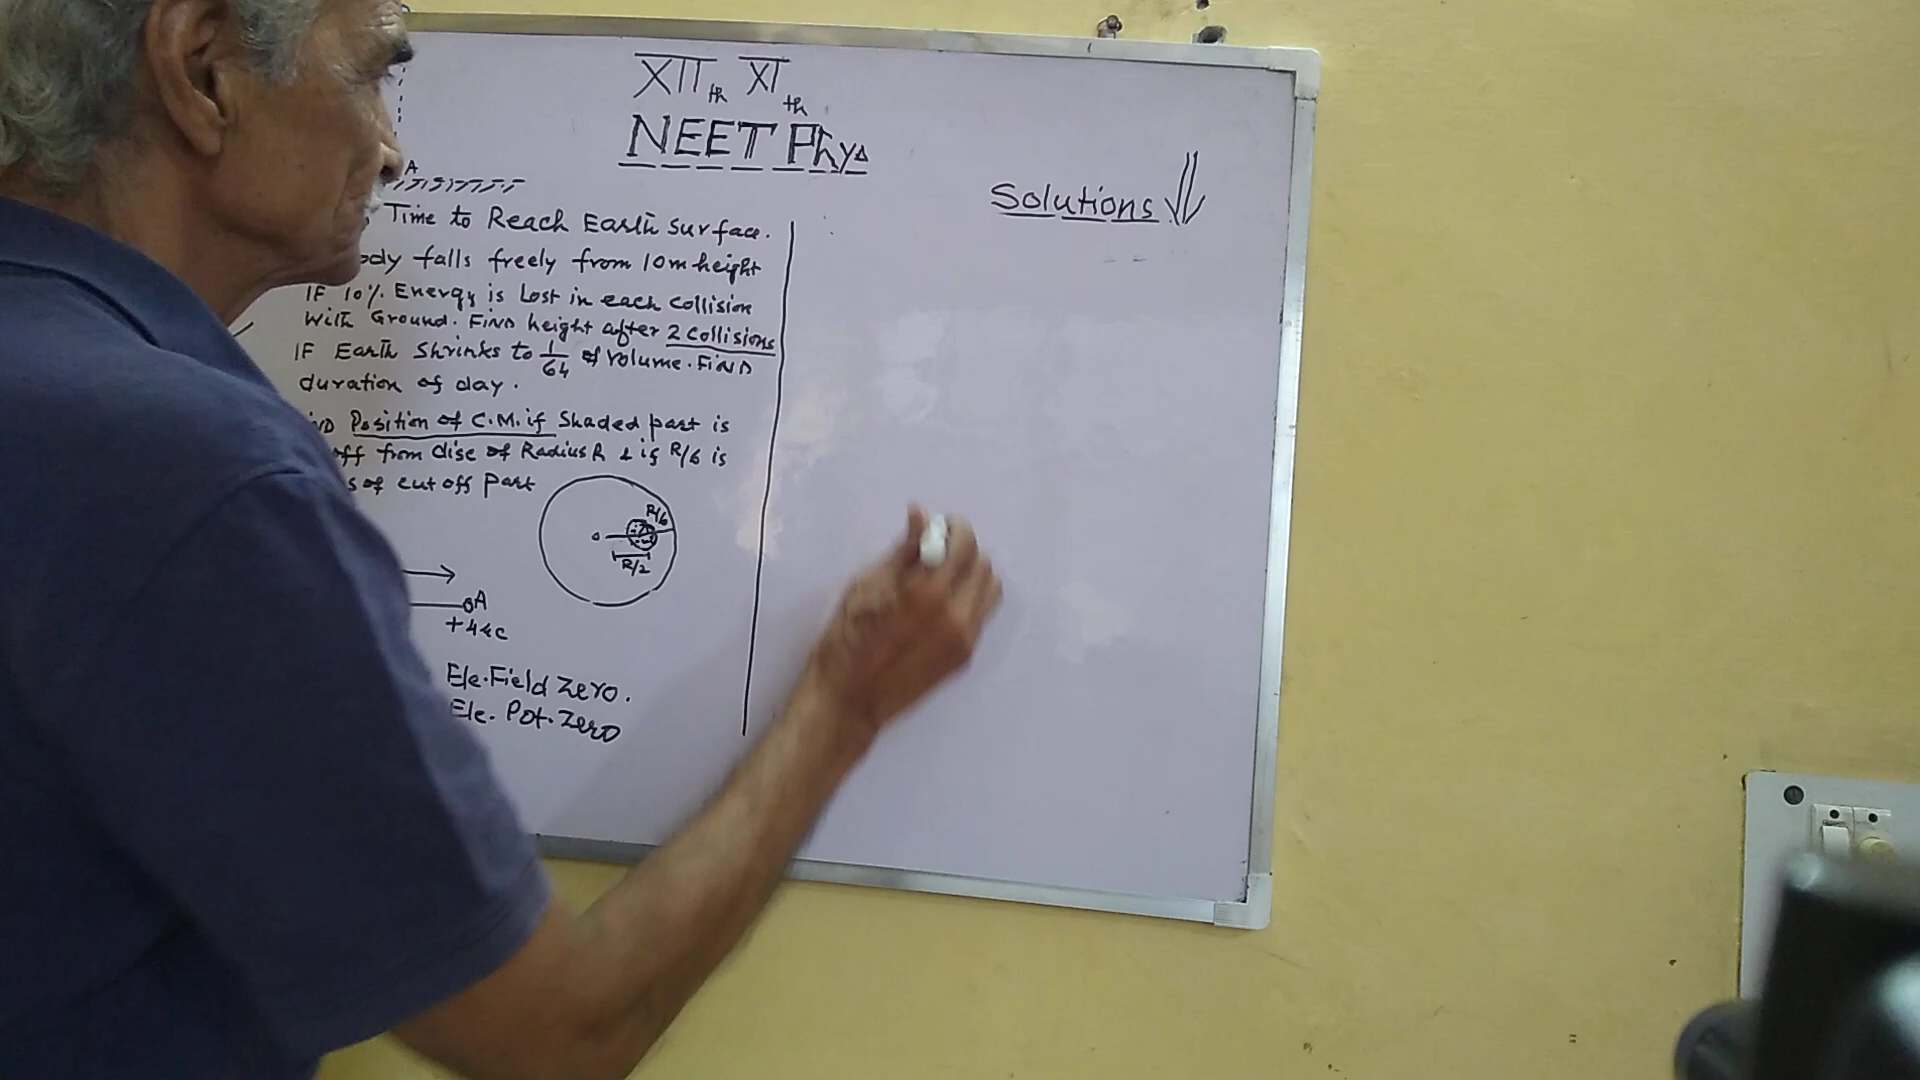 XIIth XIth
NEET Phys
Solutions
A
Time to Reach Earth surface.
ody falls freely from 10m height
IF 10% Energy is Lost in each collision
with Ground. FIND height after 2 collisions
IF Earth Shrinks to 1/64 of volume. FIND
duration of day.
ND Position of C.M. if Shaded part is
off from disc of Radius R & if R/6 is
s of cut off Part
R/6
o
R/2
A
+4µc
Ele. Field Zero.
Ele. Pot. Zero